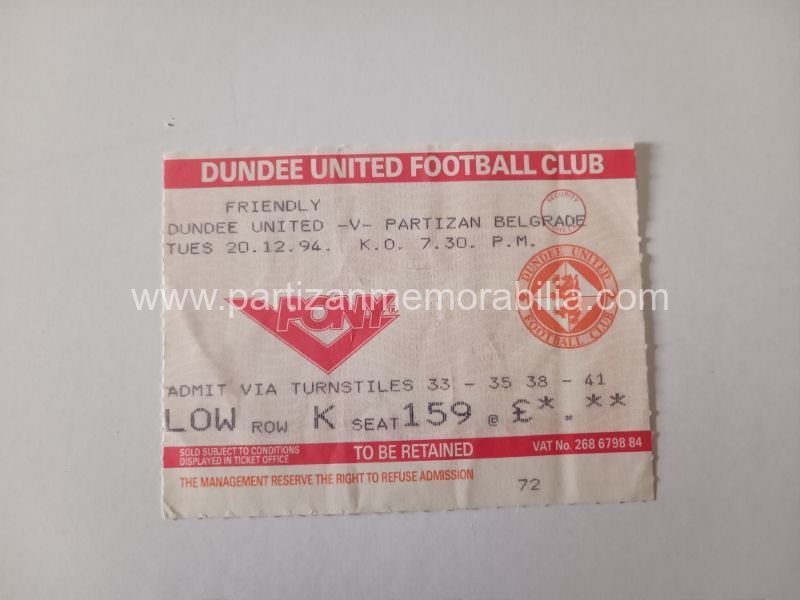 DUNDEE UNITED FOOTBALL CLUB
FRIENDLY
DUNDEE UNITED -V- PARTIZAN BELGRADE
TUES 20.12.94. K.O. 7.30. P.M.
SECURITY
DUNDEE UNITED
FOOTBALL CLUB
www.partizanmemorabilia.com
PONY
ADMIT VIA TURNSTILES 33 - 35 38 - 41
LOW ROW K SEAT 159 @ £*.**
SOLD SUBJECT TO CONDITIONS
DISPLAYED IN TICKET OFFICE
TO BE RETAINED
VAT No. 268 6798 84
THE MANAGEMENT RESERVE THE RIGHT TO REFUSE ADMISSION
72